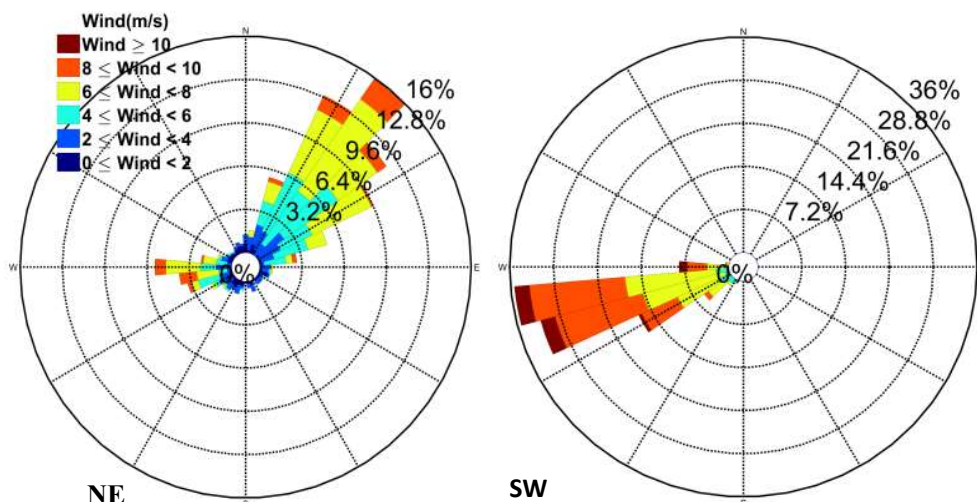 Wind(m/s)
Wind ≥ 10
8 ≤ Wind < 10
6 ≤ Wind < 8
4 ≤ Wind < 6
2 ≤ Wind < 4
0 ≤ Wind < 2
N
16%
12.8%
9.6%
6.4%
3.2%
W
%
E
NE
N
36%
28.8%
21.6%
14.4%
7.2%
W
0%
E
SW